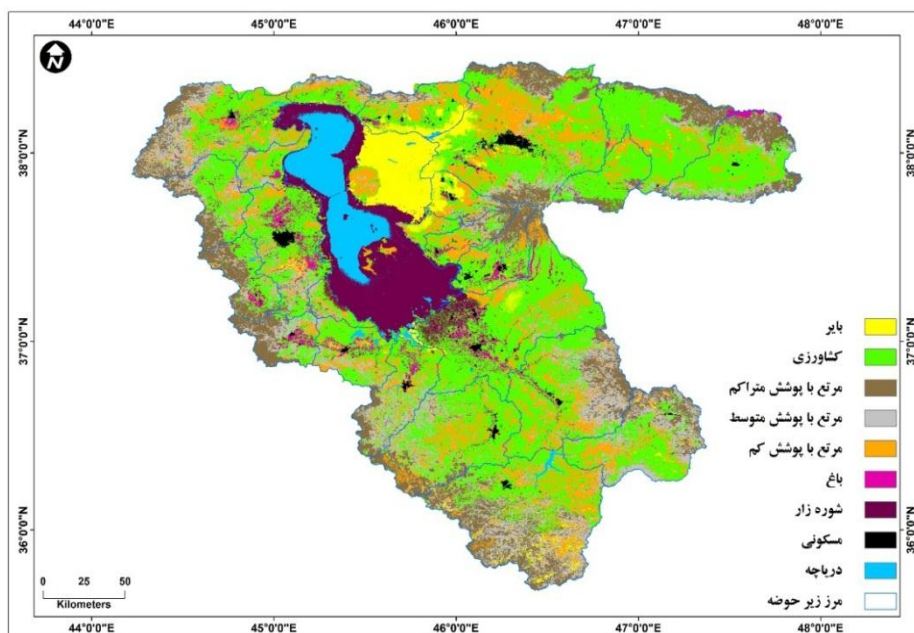 44°0'0"E 45°0'0"E 46°0'0"E 47°0'0"E 48°0'0"E
N
38°0'0"N 38°0'0"N
37°0'0"N 37°0'0"N
36°0'0"N 36°0'0"N
بایر
کشاورزی
مرتع با پوشش متراکم
مرتع با پوشش متوسط
مرتع با پوشش کم
باغ
شوره زار
مسکونی
دریاچه
مرز زیر حوضه
0 25 50
Kilometers
44°0'0"E 45°0'0"E 46°0'0"E 47°0'0"E 48°0'0"E